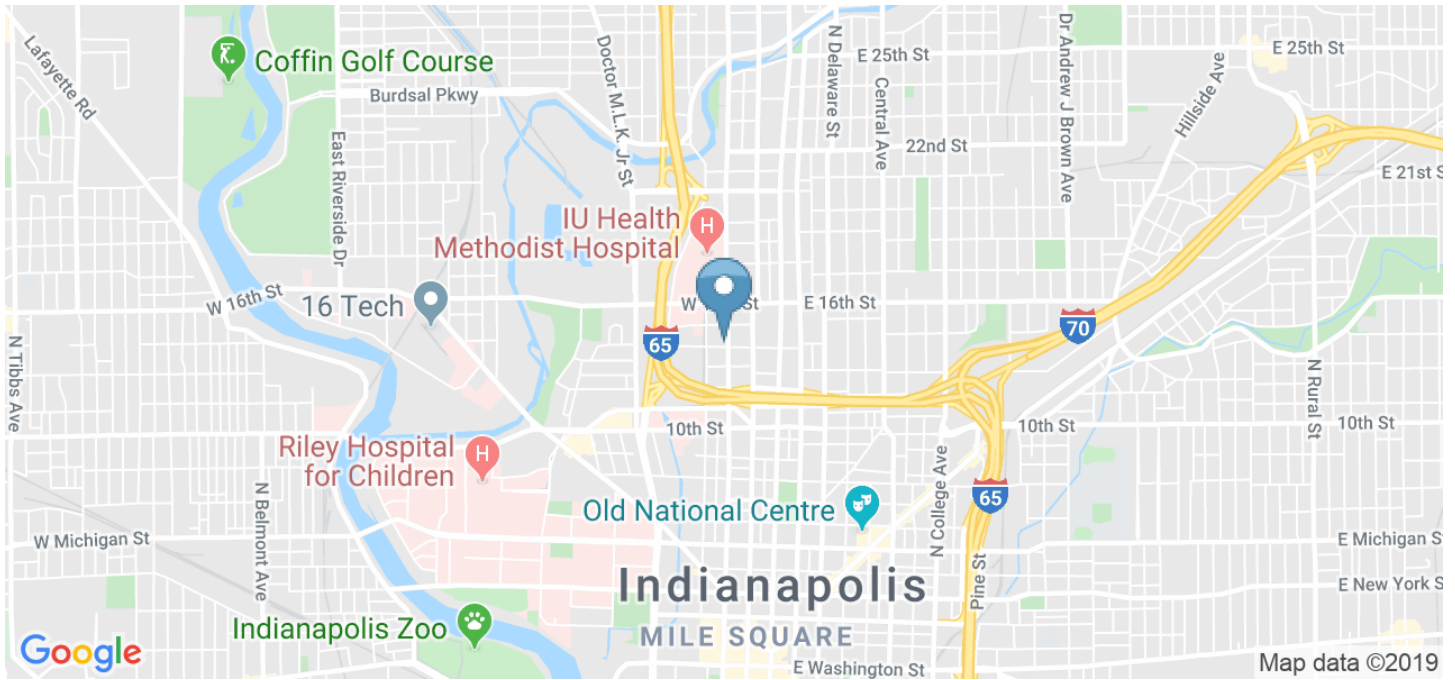 Lafayette Rd
Coffin Golf Course
Burdsal Pkwy
East Riverside Dr
Doctor M.L.K. Jr St
N Delaware St
E 25th St
Central Ave
22nd St
Dr Andrew J Brown Ave
Hillside Ave
E 25th St
E 21st S
IU Health
Methodist Hospital
W 16th St
16 Tech
65
W
St
E 16th St
70
N Tibbs Ave
N Rural St
10th St
10th St
10th St
Riley Hospital
for Children
N Belmont Ave
Old National Centre
N College Ave
65
W Michigan St
E Michigan S
Indianapolis
Pine St
E New York S
Indianapolis Zoo
MILE SQUARE
Google
E Washington St
Map data ©2019
H
H